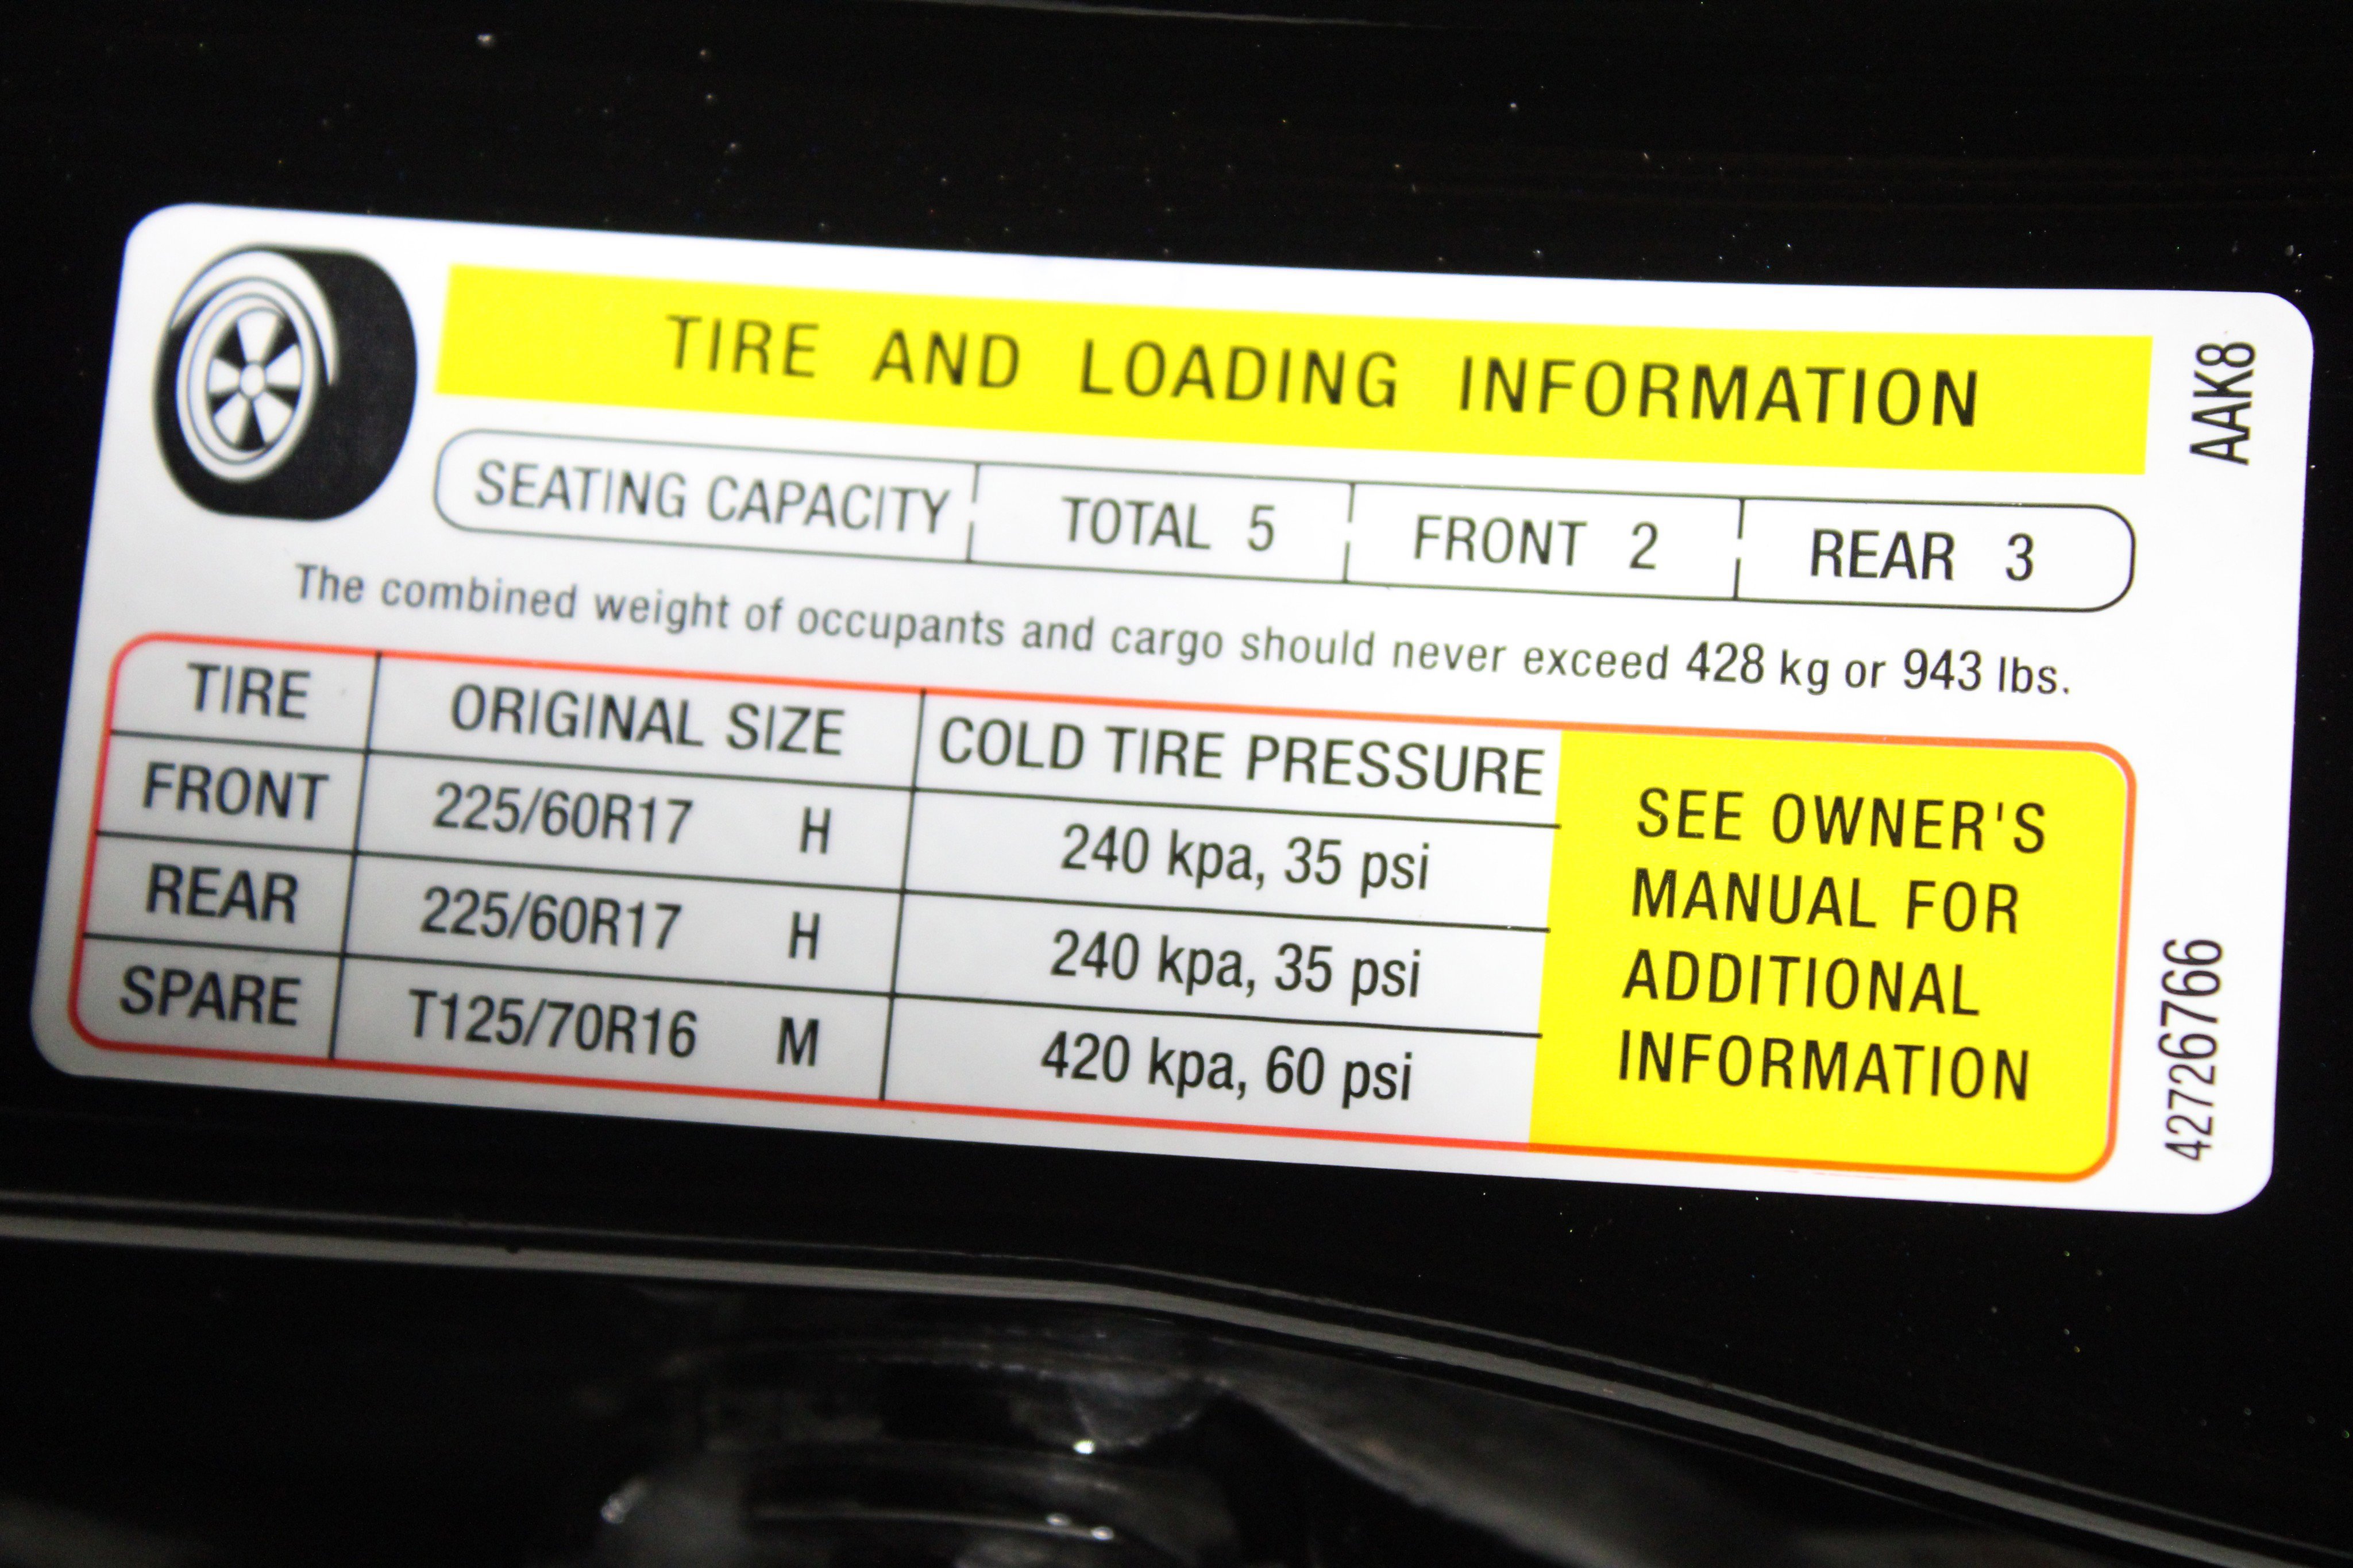 TIRE AND LOADING INFORMATION
AAK8
SEATING CAPACITY TOTAL 5 FRONT 2 REAR 3
The combined weight of occupants and cargo should never exceed 428 kg or 943 lbs.
TIRE ORIGINAL SIZE COLD TIRE PRESSURE
FRONT 225/60R17 H 240 kpa, 35 psi
REAR 225/60R17 H 240 kpa, 35 psi
SPARE T125/70R16 M 420 kpa, 60 psi
SEE OWNER'S
MANUAL FOR
ADDITIONAL
INFORMATION
42726766